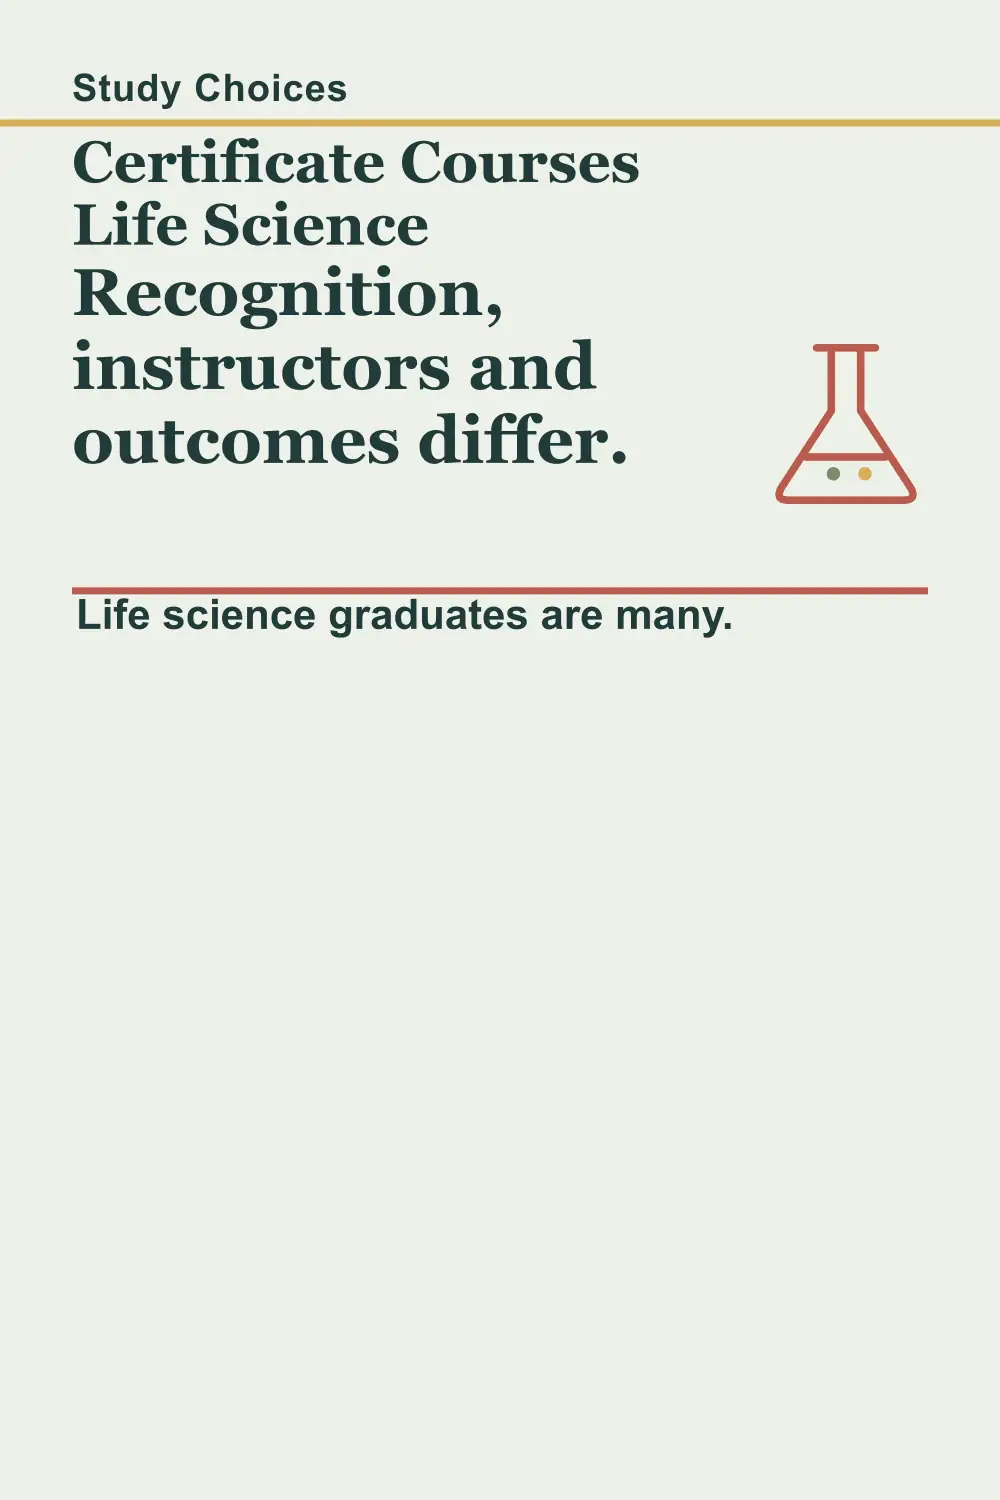 Study Choices
Certificate Courses
Life Science
Recognition,
instructors and
outcomes differ.
Life science graduates are many.